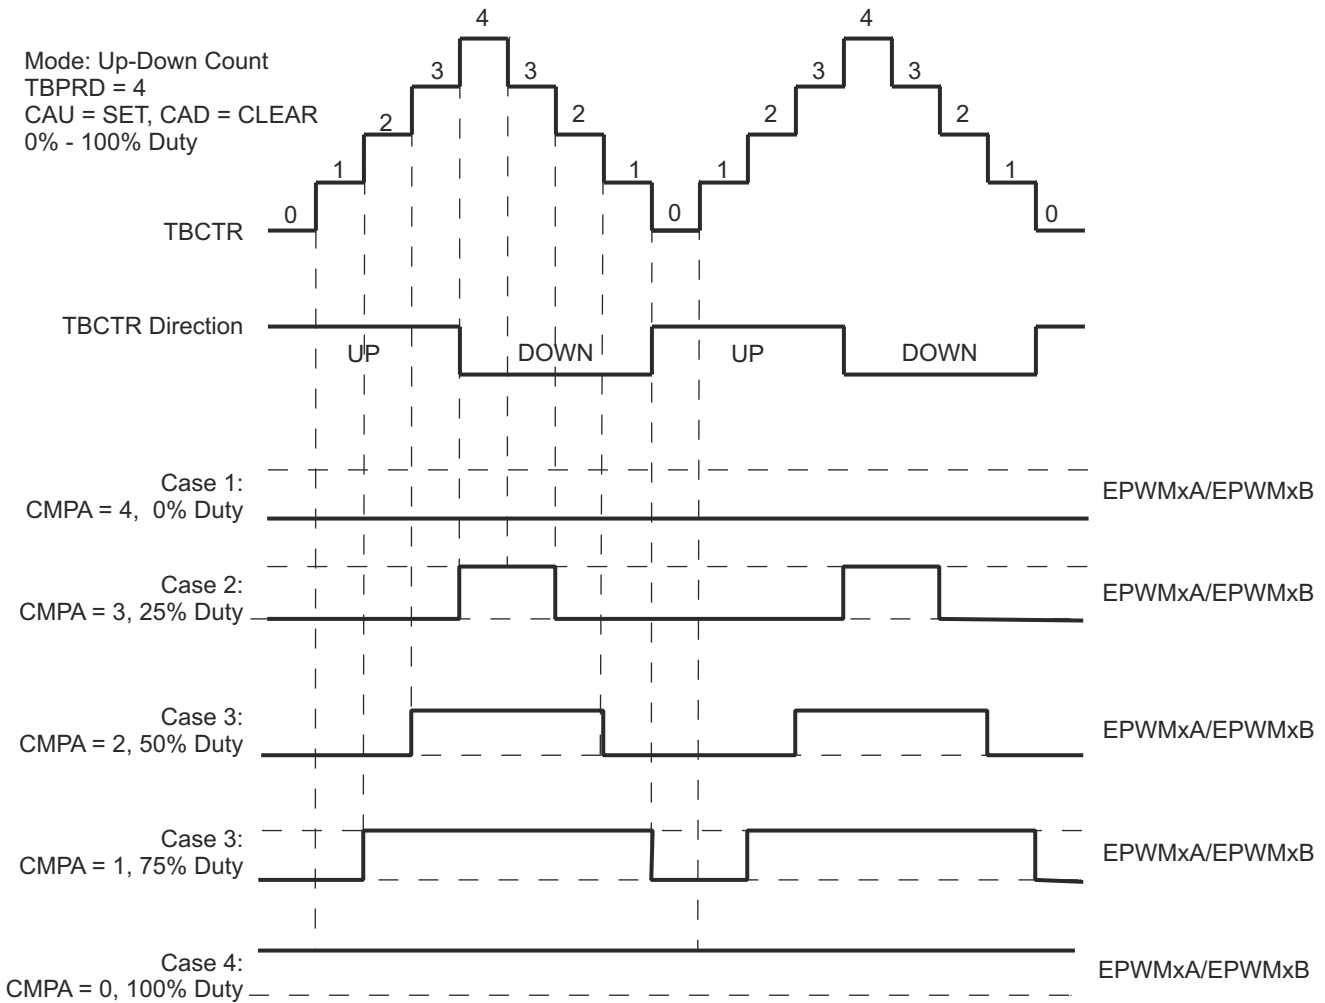 4
4
Mode: Up-Down Count
TBPRD = 4
CAU = SET, CAD = CLEAR
0% - 100% Duty
3
3
3
3
2
2
2
2
1
1
1
1
0
0
0
TBCTR
TBCTR Direction
UP
DOWN
UP
DOWN
Case 1:
CMPA = 4, 0% Duty
EPWMxA/EPWMxB
Case 2:
CMPA = 3, 25% Duty
EPWMxA/EPWMxB
Case 3:
CMPA = 2, 50% Duty
EPWMxA/EPWMxB
Case 3:
CMPA = 1, 75% Duty
EPWMxA/EPWMxB
Case 4:
CMPA = 0, 100% Duty
EPWMxA/EPWMxB